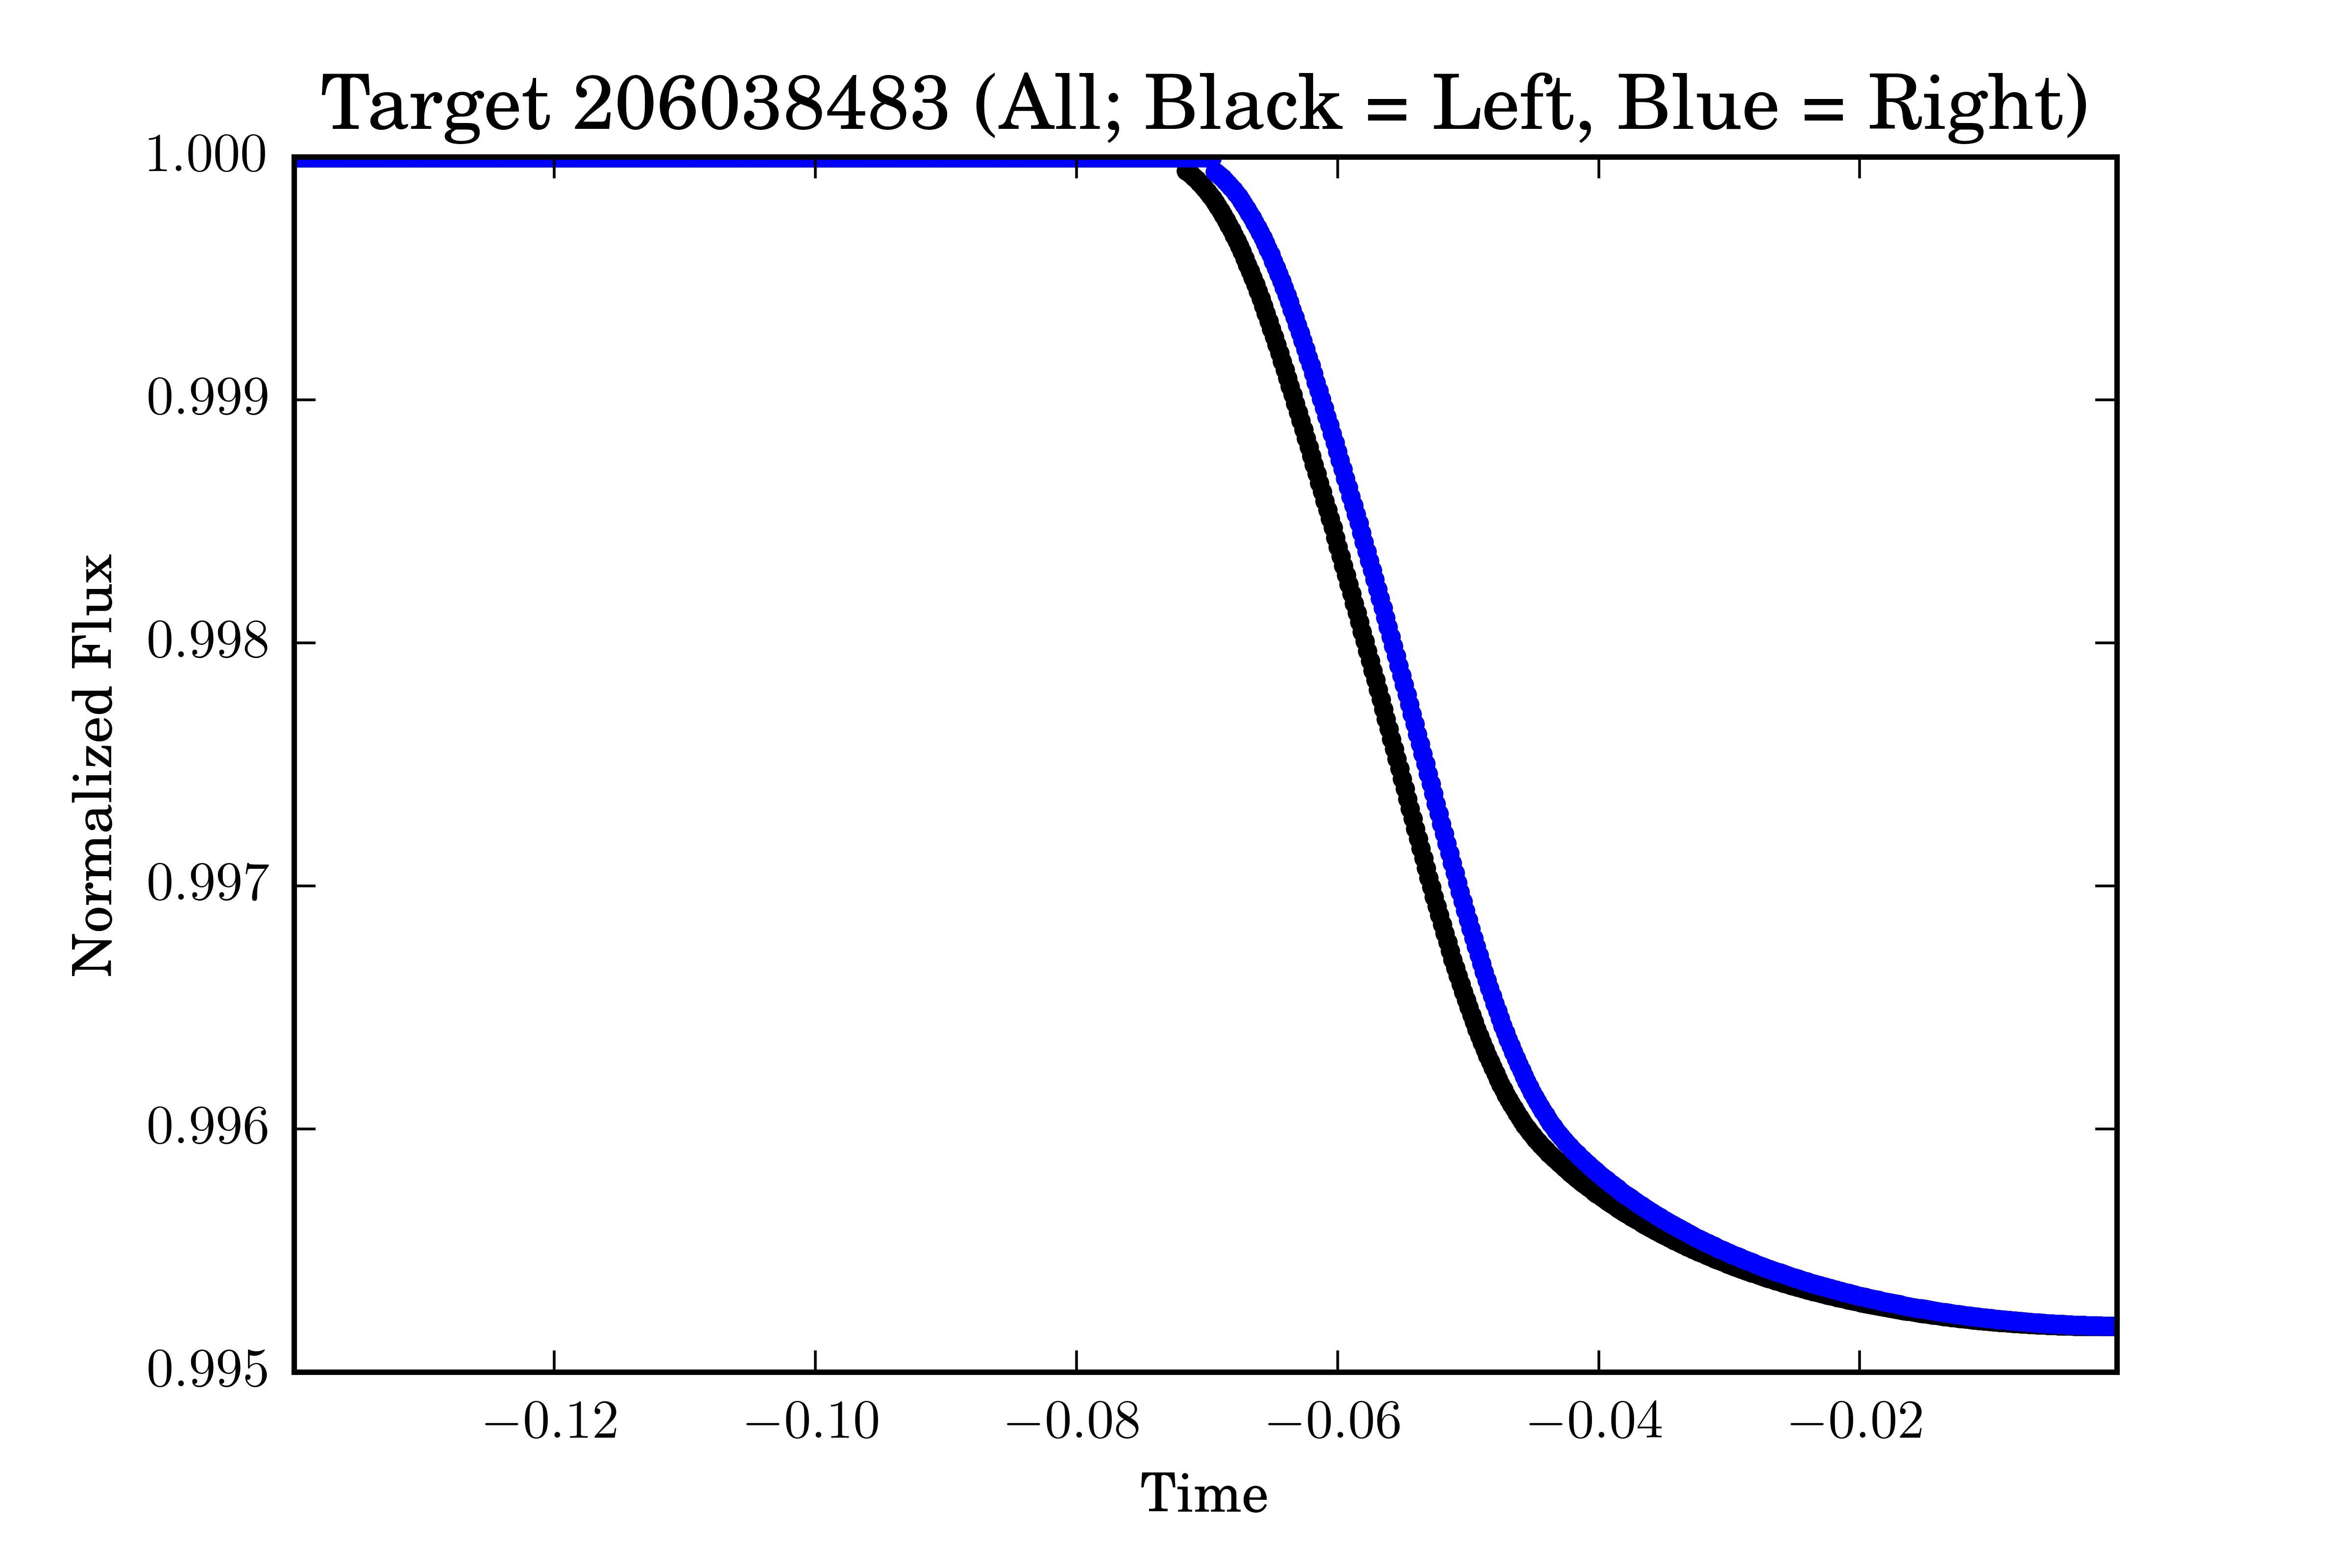 Target 206038483 (All; Black = Left, Blue = Right)
1.000
0.999
0.998
0.997
0.996
0.995
Normalized Flux
−0.12 −0.10 −0.08 −0.06 −0.04 −0.02
Time